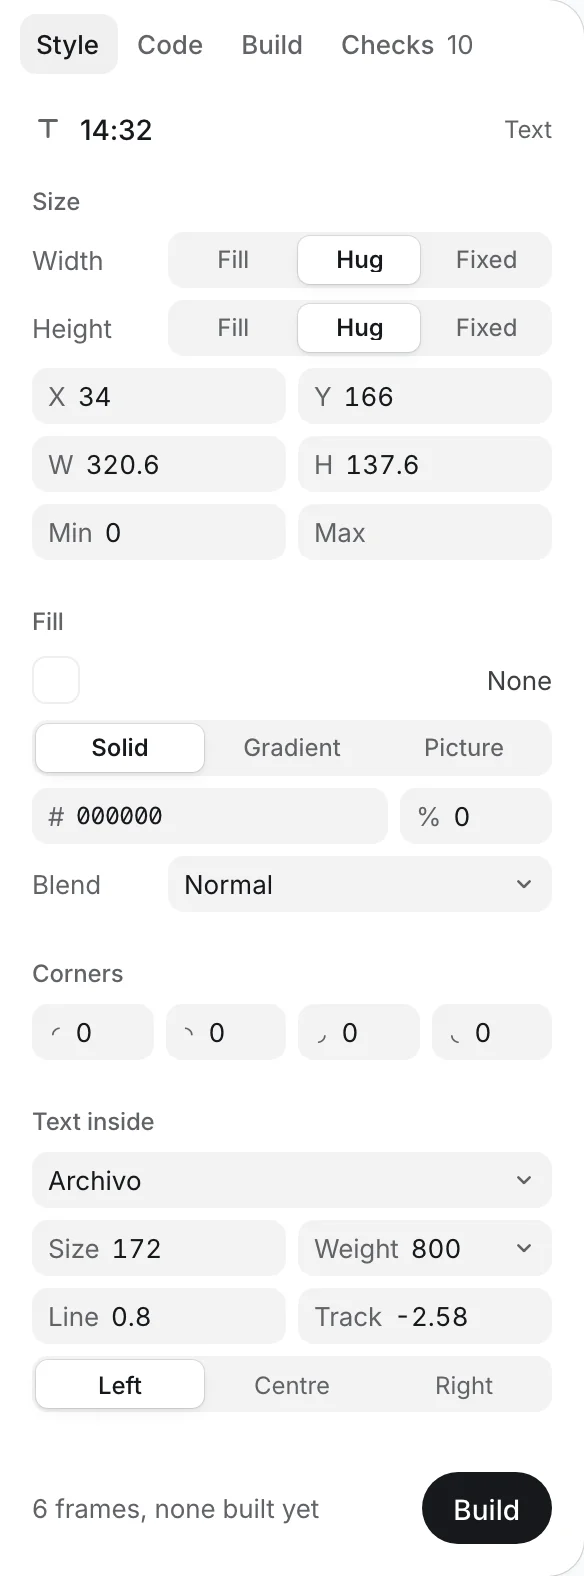 Style Code Build Checks 10
14:32 Text
Size
Width Fill Hug Fixed
Height Fill Hug Fixed
X 34 Y 166
W 320.6 H 137.6
Min 0 Max
Fill
None
Solid Gradient Picture
# 000000 % 0
Blend Normal
Corners
0 0 0 0
Text inside
Archivo
Size 172 Weight 800
Line 0.8 Track -2.58
Left Centre Right
6 frames, none built yet Build